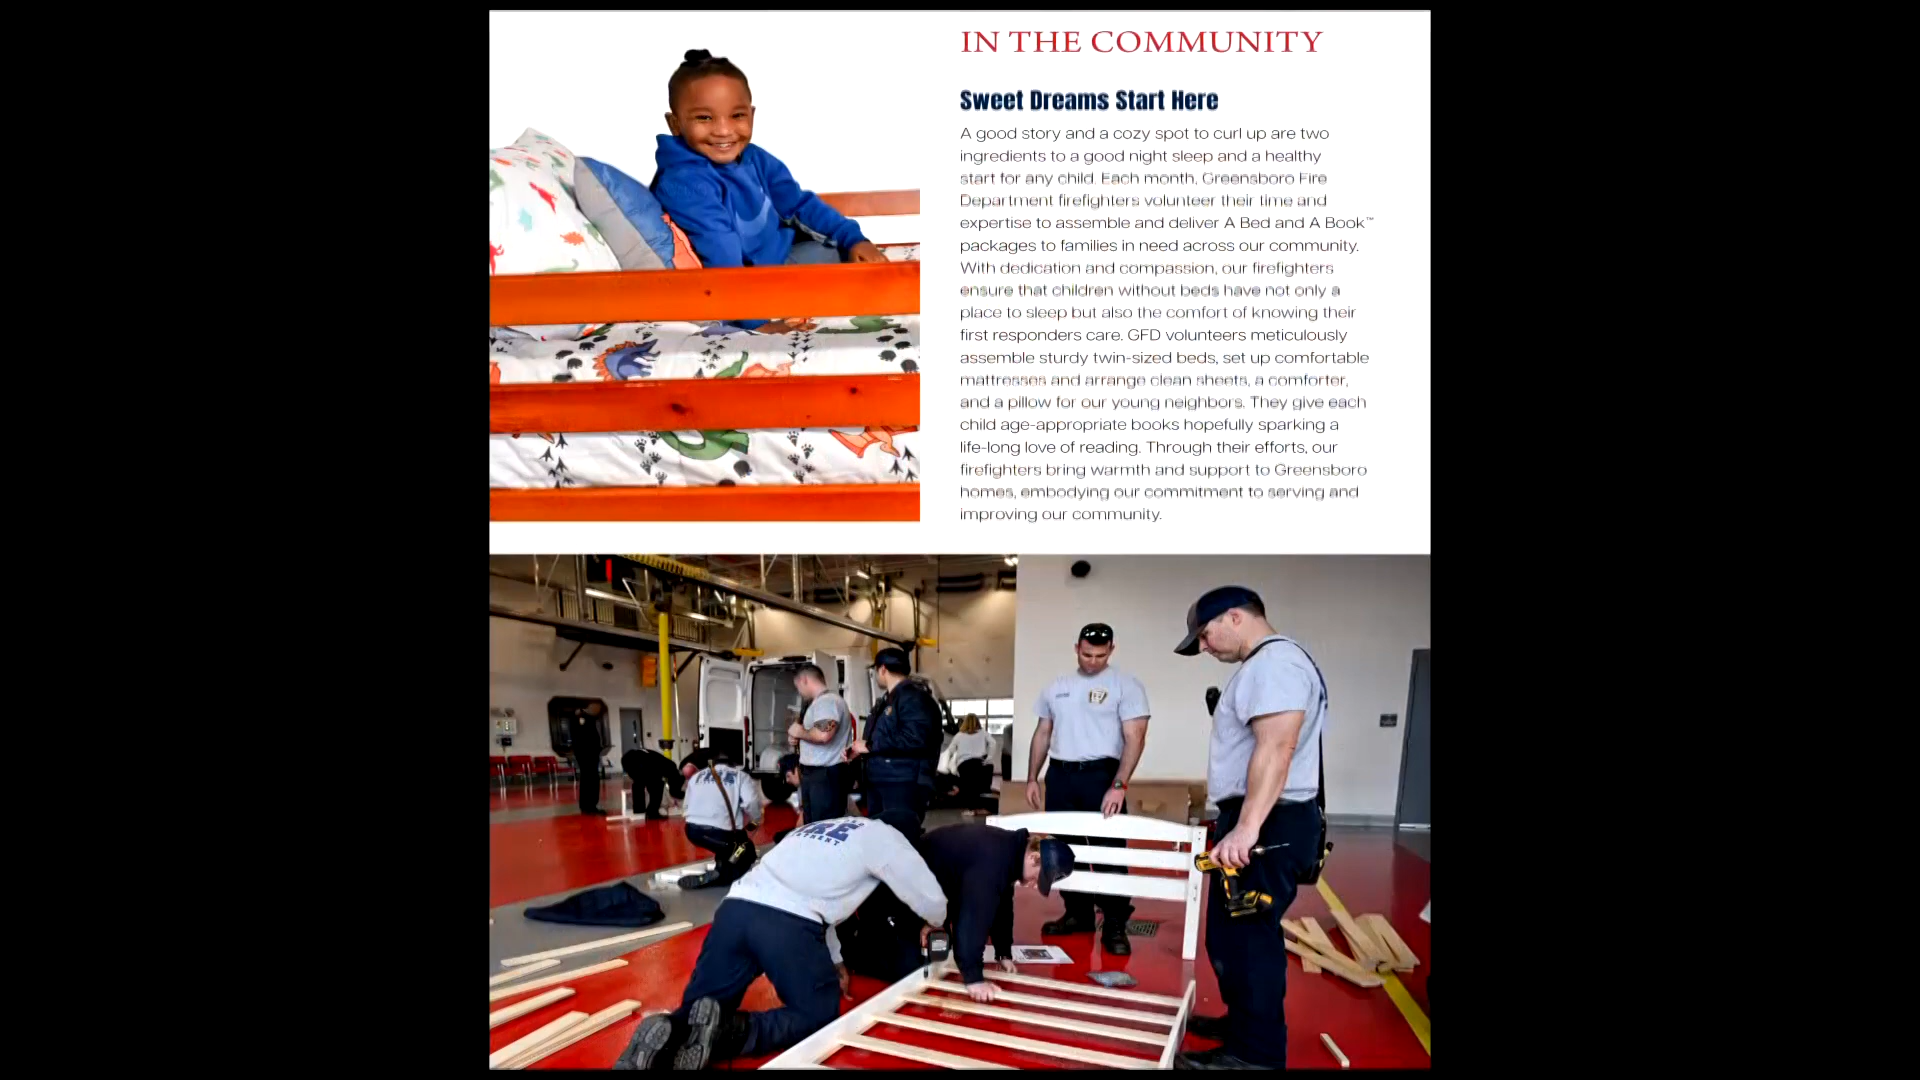 IN THE COMMUNITY
Sweet Dreams Start Here
A good story and a cozy spot to curl up are two
ingredients to a good night sleep and a healthy
start for any child. Each month, Greensboro Fire
Department firefighters volunteer their time and
expertise to assemble and deliver A Bed and A Book™
packages to families in need across our community.
With dedication and compassion, our firefighters
ensure that children without beds have not only a
place to sleep but also the comfort of knowing their
first responders care. GFD volunteers meticulously
assemble sturdy twin-sized beds, set up comfortable
mattresses and arrange clean sheets, a comforter,
and a pillow for our young neighbors. They give each
child age-appropriate books hopefully sparking a
life-long love of reading. Through their efforts, our
firefighters bring warmth and support to Greensboro
homes, embodying our commitment to serving and
improving our community.